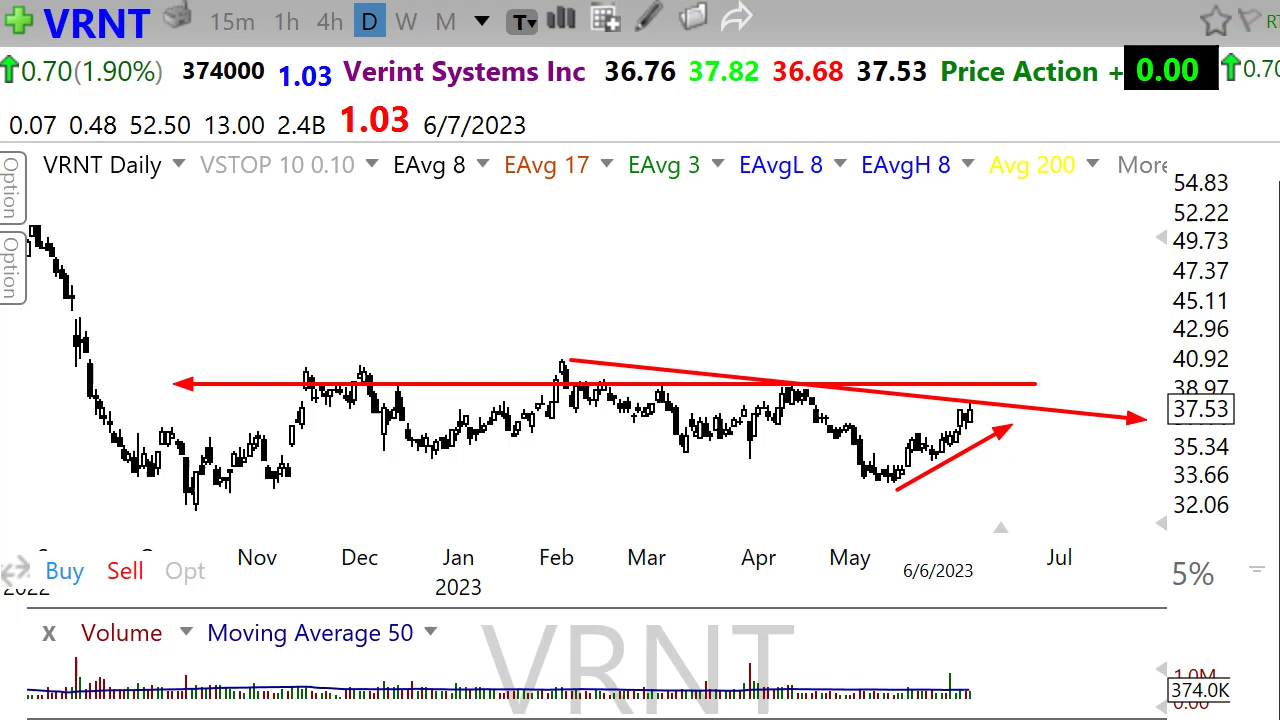 VRNT 15m 1h 4h D W M T R
0.70(1.90%) 374000 1.03 Verint Systems Inc 36.76 37.82 36.68 37.53 Price Action + 0.00 0.70
0.07 0.48 52.50 13.00 2.4B 1.03 6/7/2023
Option
Option
VRNT Daily VSTOP 10 0.10 EAvg 8 EAvg 17 EAvg 3 EAvgL 8 EAvgH 8 Avg 200 More
54.83
52.22
49.73
47.37
45.11
42.96
40.92
38.97
37.53
35.34
33.66
32.06
Nov Dec Jan Feb Mar Apr May 6/6/2023 Jul
2022 2023
Buy Sell Opt 5%
x Volume Moving Average 50
VRNT
1.0M
374.0K
0.00